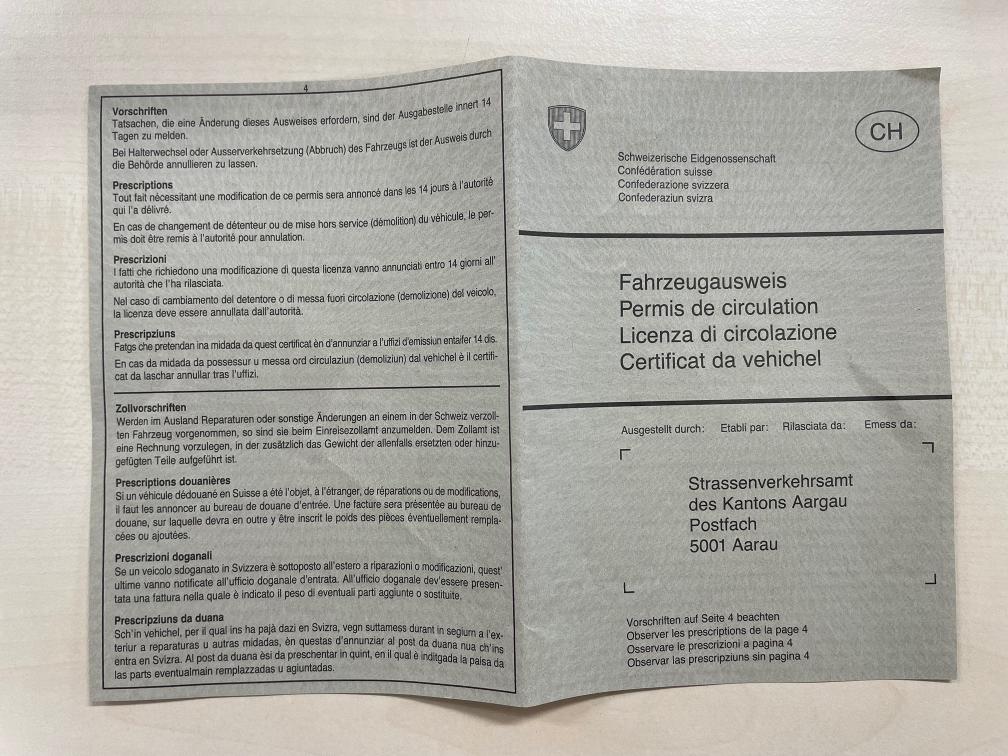 4
Vorschriften
Tatsachen, die eine Änderung dieses Ausweises erfordern, sind der Ausgabestelle innert 14
Tagen zu melden.
Bei Halterwechsel oder Ausserverkehrsetzung (Abbruch) des Fahrzeugs ist der Ausweis durch
die Behörde annullieren zu lassen.
Prescriptions
Tout fait nécessitant une modification de ce permis sera annoncé dans les 14 jours à l'autorité
qui l'a délivré.
En cas de changement de détenteur ou de mise hors service (démolition) du véhicule, le per-
mis doit être remis à l'autorité pour annulation.
Prescrizioni
I fatti che richiedono una modificazione di questa licenza vanno annunciati entro 14 giorni all'
autorità che l'ha rilasciata.
Nel caso di cambiamento del detentore o di messa fuori circolazione (demolizione) del veicolo,
la licenza deve essere annullata dall'autorità.
Prescripziuns
Fatgs che pretendan ina midada da quest certificat èn d'annunziar a l'uffizi d'emissiun entaifer 14 dis.
En cas da midada da possessur u messa ord circulaziun (demoliziun) dal vehichel è il certifi-
cat da laschar annullar tras l'uffizi.
Zollvorschriften
Werden im Ausland Reparaturen oder sonstige Änderungen an einem in der Schweiz verzoll-
ten Fahrzeug vorgenommen, so sind sie beim Einreisezollamt anzumelden. Dem Zollamt ist
eine Rechnung vorzulegen, in der zusätzlich das Gewicht der allenfalls ersetzten oder hinzu-
gefügten Teile aufgeführt ist.
Prescriptions douanières
Si un véhicule dédouané en Suisse a été l'objet, à l'étranger, de réparations ou de modifications,
il faut les annoncer au bureau de douane d'entrée. Une facture sera présentée au bureau de
douane, sur laquelle devra en outre y être inscrit le poids des pièces éventuellement rempla-
cées ou ajoutées.
Prescrizioni doganali
Se un veicolo sdoganato in Svizzera è sottoposto all'estero a riparazioni o modificazioni, quest'
ultime vanno notificate all'ufficio doganale d'entrata. All'ufficio doganale dev'essere presen-
tata una fattura nella quale è indicato il peso di eventuali parti aggiunte o sostituite.
Prescripziuns da duana
Sch'in vehichel, per il qual ins ha pajà dazi en Svizra, vegn suttamess durant in segiurn a l'ex-
teriur a reparaturas u autras midadas, èn questas d'annunziar al post da duana nua ch'ins
entra en Svizra. Al post da duana èsi da preschentar in quint, en il qual è inditgada la paisa da
las parts eventualmain remplazzadas u agiuntadas.
CH
Schweizerische Eidgenossenschaft
Confédération suisse
Confederazione svizzera
Confederaziun svizra
Fahrzeugausweis
Permis de circulation
Licenza di circolazione
Certificat da vehichel
Ausgestellt durch: Etabli par: Rilasciata da: Emess da:
Strassenverkehrsamt
des Kantons Aargau
Postfach
5001 Aarau
Vorschriften auf Seite 4 beachten
Observer les prescriptions de la page 4
Osservare le prescrizioni a pagina 4
Observar las prescripziuns sin pagina 4